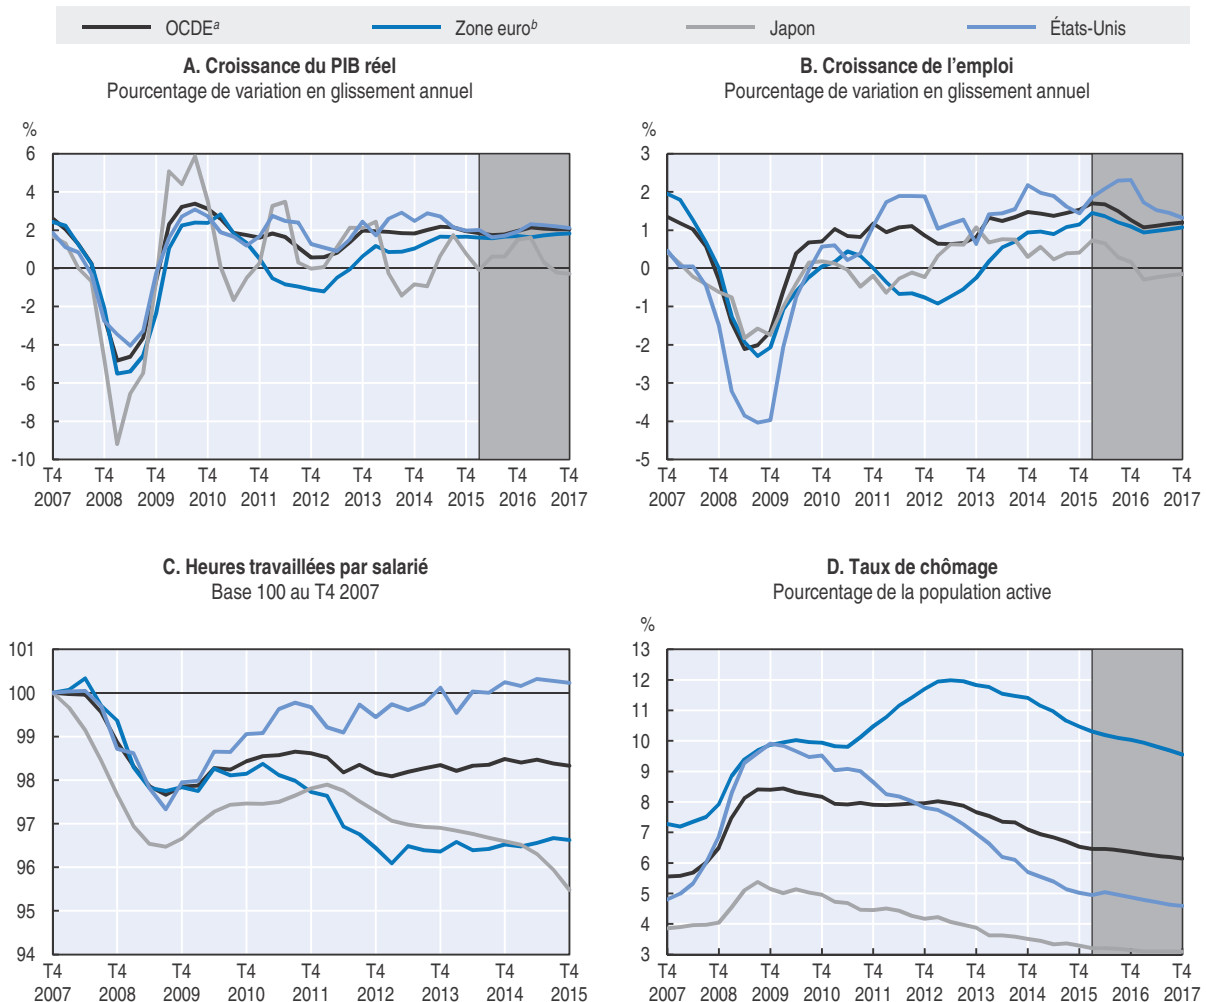 OCDEa Zone eurob Japon États-Unis
A. Croissance du PIB réel
Pourcentage de variation en glissement annuel
%
6
4
2
0
-2
-4
-6
-8
-10
T4 T4 T4 T4 T4 T4 T4 T4 T4 T4 T4
2007 2008 2009 2010 2011 2012 2013 2014 2015 2016 2017
B. Croissance de l'emploi
Pourcentage de variation en glissement annuel
%
3
2
1
0
-1
-2
-3
-4
-5
T4 T4 T4 T4 T4 T4 T4 T4 T4 T4 T4
2007 2008 2009 2010 2011 2012 2013 2014 2015 2016 2017
C. Heures travaillées par salarié
Base 100 au T4 2007
101
100
99
98
97
96
95
94
T4 T4 T4 T4 T4 T4 T4 T4 T4
2007 2008 2009 2010 2011 2012 2013 2014 2015
D. Taux de chômage
Pourcentage de la population active
%
13
12
11
10
9
8
7
6
5
4
3
T4 T4 T4 T4 T4 T4 T4 T4 T4 T4 T4
2007 2008 2009 2010 2011 2012 2013 2014 2015 2016 2017